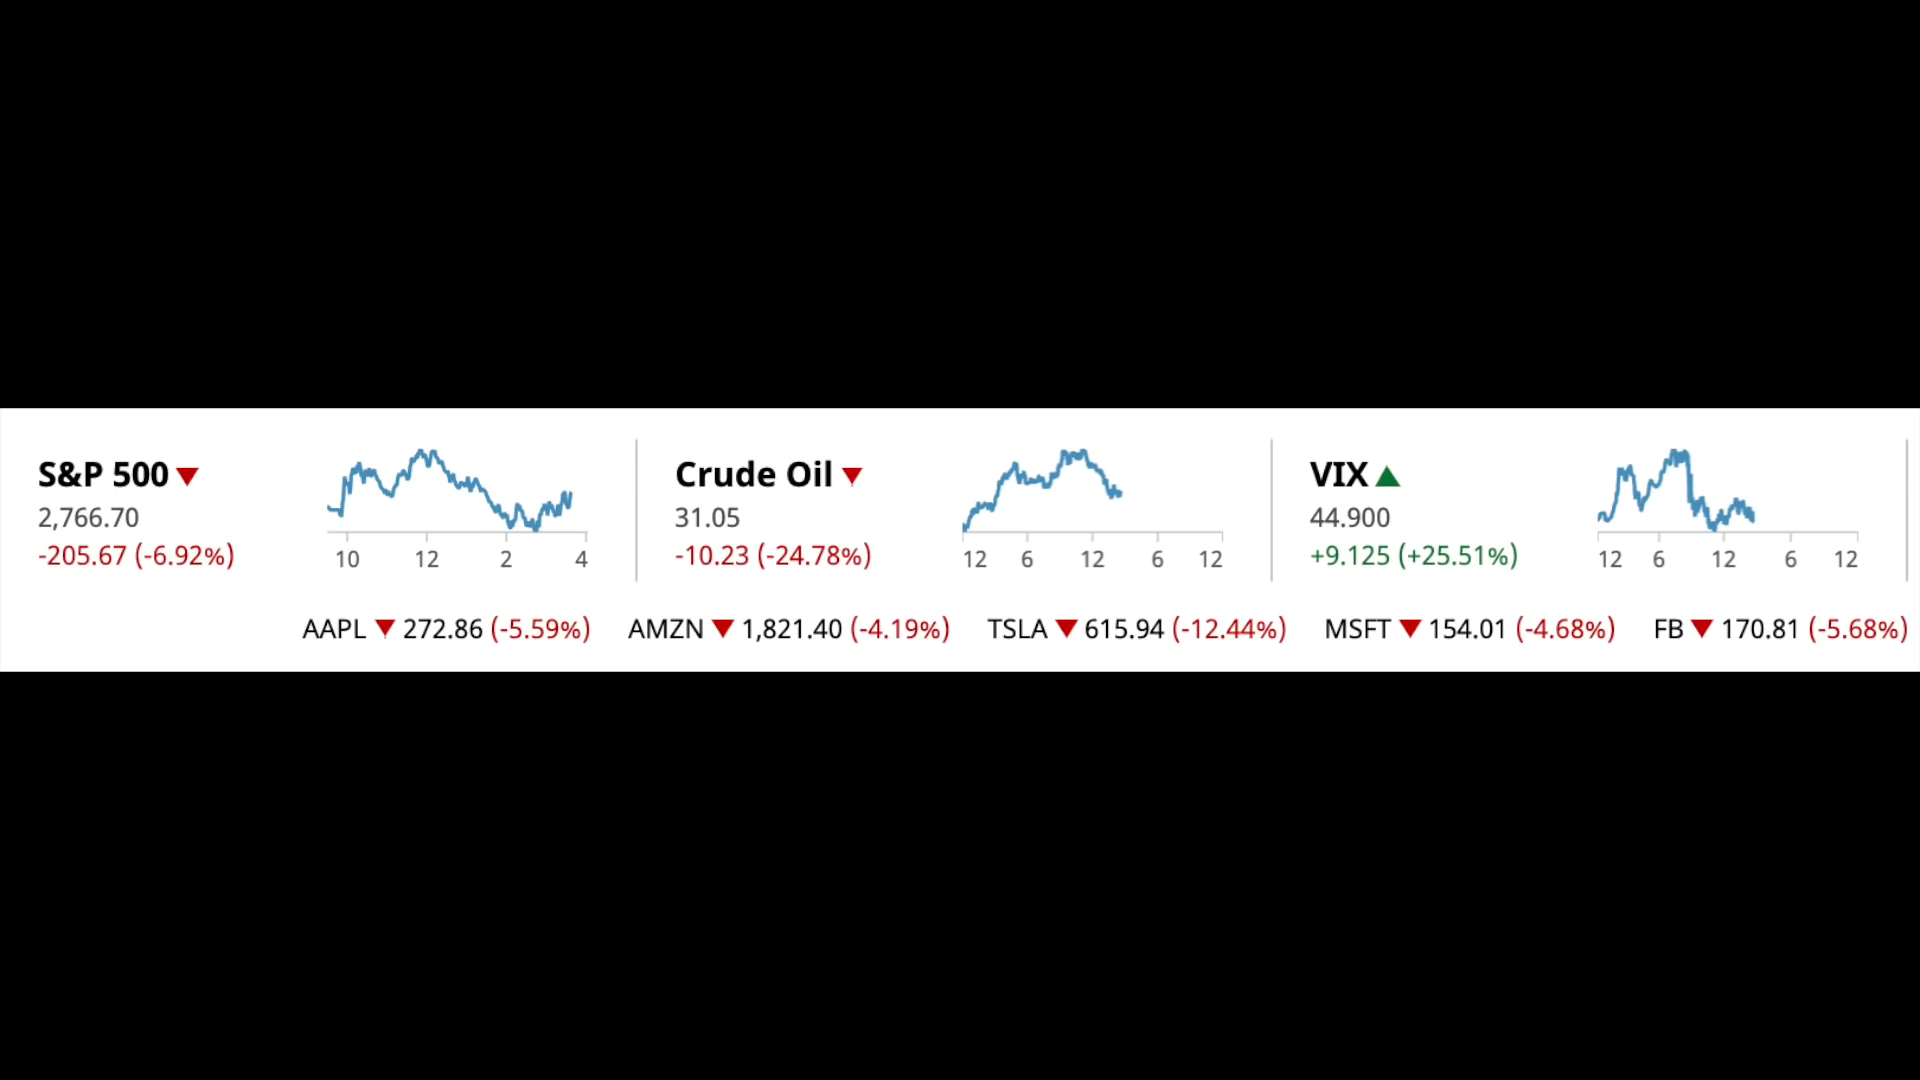 S&P 500 ▼
2,766.70
-205.67 (-6.92%)
10 12 2 4
Crude Oil ▼
31.05
-10.23 (-24.78%)
12 6 12 6 12
VIX ▲
44.900
+9.125 (+25.51%)
12 6 12 6 12
AAPL ▼ 272.86 (-5.59%) AMZN ▼ 1,821.40 (-4.19%) TSLA ▼ 615.94 (-12.44%) MSFT ▼ 154.01 (-4.68%) FB ▼ 170.81 (-5.68%)